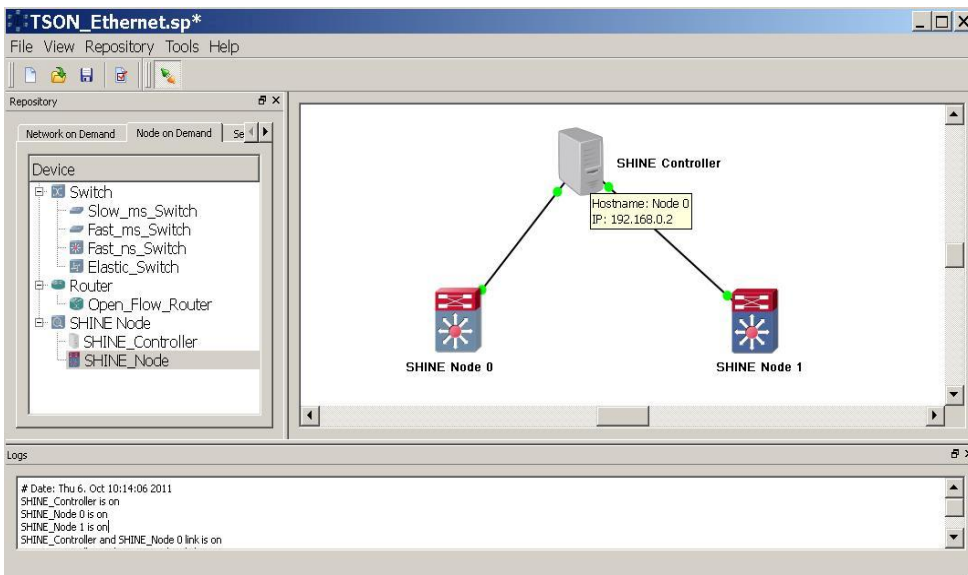 TSON_Ethernet.sp*
File View Repository Tools Help
Repository
Network on Demand Node on Demand Se
Device
Switch
Slow_ms_Switch
Fast_ms_Switch
Fast_ns_Switch
Elastic_Switch
Router
Open_Flow_Router
SHINE Node
SHINE_Controller
SHINE_Node
SHINE Controller
Hostname: Node 0
IP: 192.168.0.2
SHINE Node 0
SHINE Node 1
Logs
# Date: Thu 6. Oct 10:14:06 2011
SHINE_Controller is on
SHINE_Node 0 is on
SHINE_Node 1 is on
SHINE_Controller and SHINE_Node 0 link is on